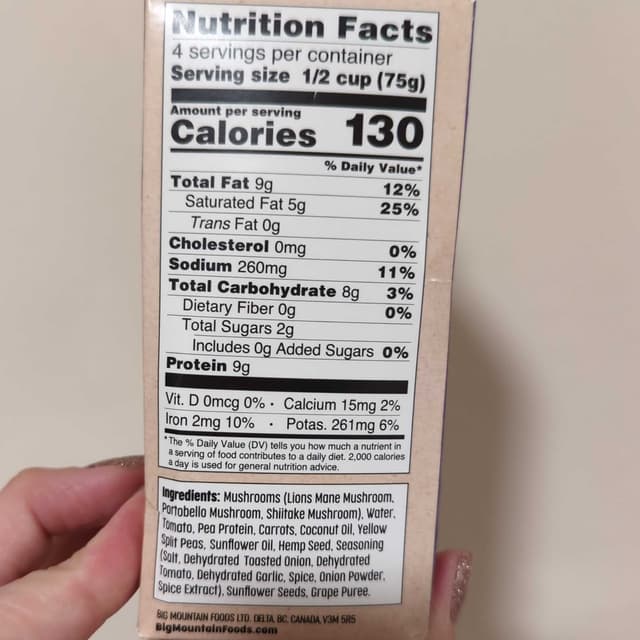 Nutrition Facts
4 servings per container
Serving size 1/2 cup (75g)
Amount per serving
Calories 130
% Daily Value*
Total Fat 9g 12%
Saturated Fat 5g 25%
Trans Fat 0g
Cholesterol 0mg 0%
Sodium 260mg 11%
Total Carbohydrate 8g 3%
Dietary Fiber 0g 0%
Total Sugars 2g
Includes 0g Added Sugars 0%
Protein 9g
Vit. D 0mcg 0% · Calcium 15mg 2%
Iron 2mg 10% · Potas. 261mg 6%
*The % Daily Value (DV) tells you how much a nutrient in
a serving of food contributes to a daily diet. 2,000 calories
a day is used for general nutrition advice.
Ingredients: Mushrooms (Lions Mane Mushroom,
Portobello Mushroom, Shiitake Mushroom), Water,
Tomato, Pea Protein, Carrots, Coconut Oil, Yellow
Split Peas, Sunflower Oil, Hemp Seed, Seasoning
(Salt, Dehydrated Toasted Onion, Dehydrated
Tomato, Dehydrated Garlic, Spice, Onion Powder,
Spice Extract), Sunflower Seeds, Grape Puree.
BIG MOUNTAIN FOODS LTD. DELTA, BC, CANADA, V3M 5R5
BigMountainFoods.com